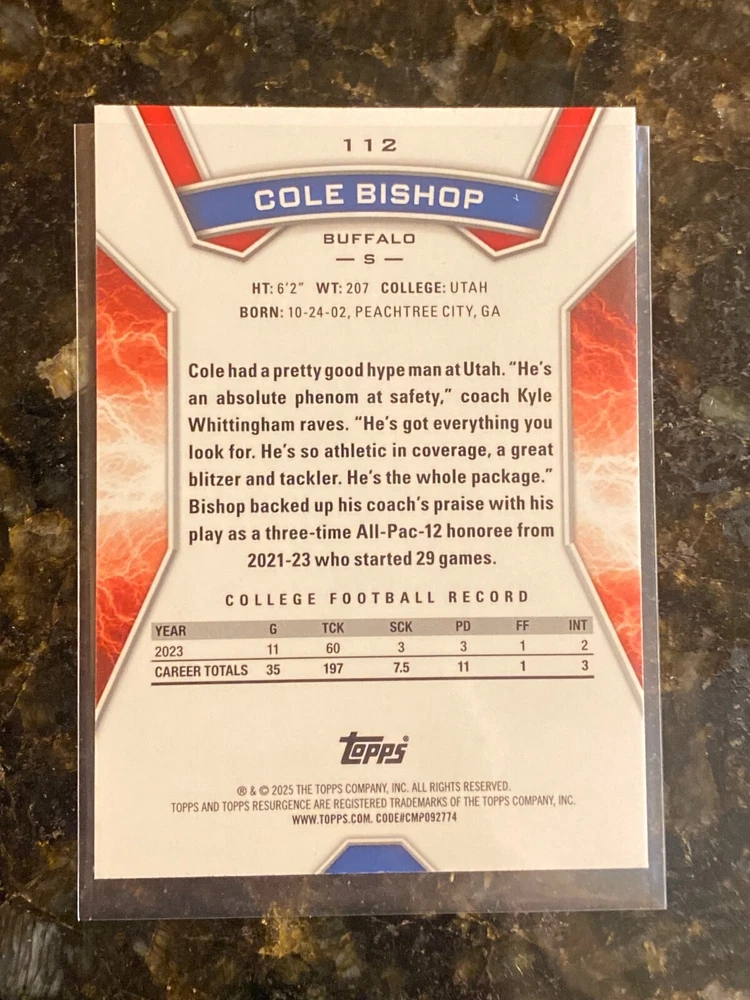 112
COLE BISHOP
BUFFALO
— S —
HT: 6'2" WT: 207 COLLEGE: UTAH
BORN: 10-24-02, PEACHTREE CITY, GA
Cole had a pretty good hype man at Utah. “He’s
an absolute phenom at safety,” coach Kyle
Whittingham raves. “He’s got everything you
look for. He’s so athletic in coverage, a great
blitzer and tackler. He’s the whole package.”
Bishop backed up his coach’s praise with his
play as a three-time All-Pac-12 honoree from
2021-23 who started 29 games.
COLLEGE FOOTBALL RECORD
YEAR G TCK SCK PD FF INT
2023 11 60 3 3 1 2
CAREER TOTALS 35 197 7.5 11 1 3
Topps®
® & © 2025 THE TOPPS COMPANY, INC. ALL RIGHTS RESERVED.
TOPPS AND TOPPS RESURGENCE ARE REGISTERED TRADEMARKS OF THE TOPPS COMPANY, INC.
WWW.TOPPS.COM. CODE#CMP092774